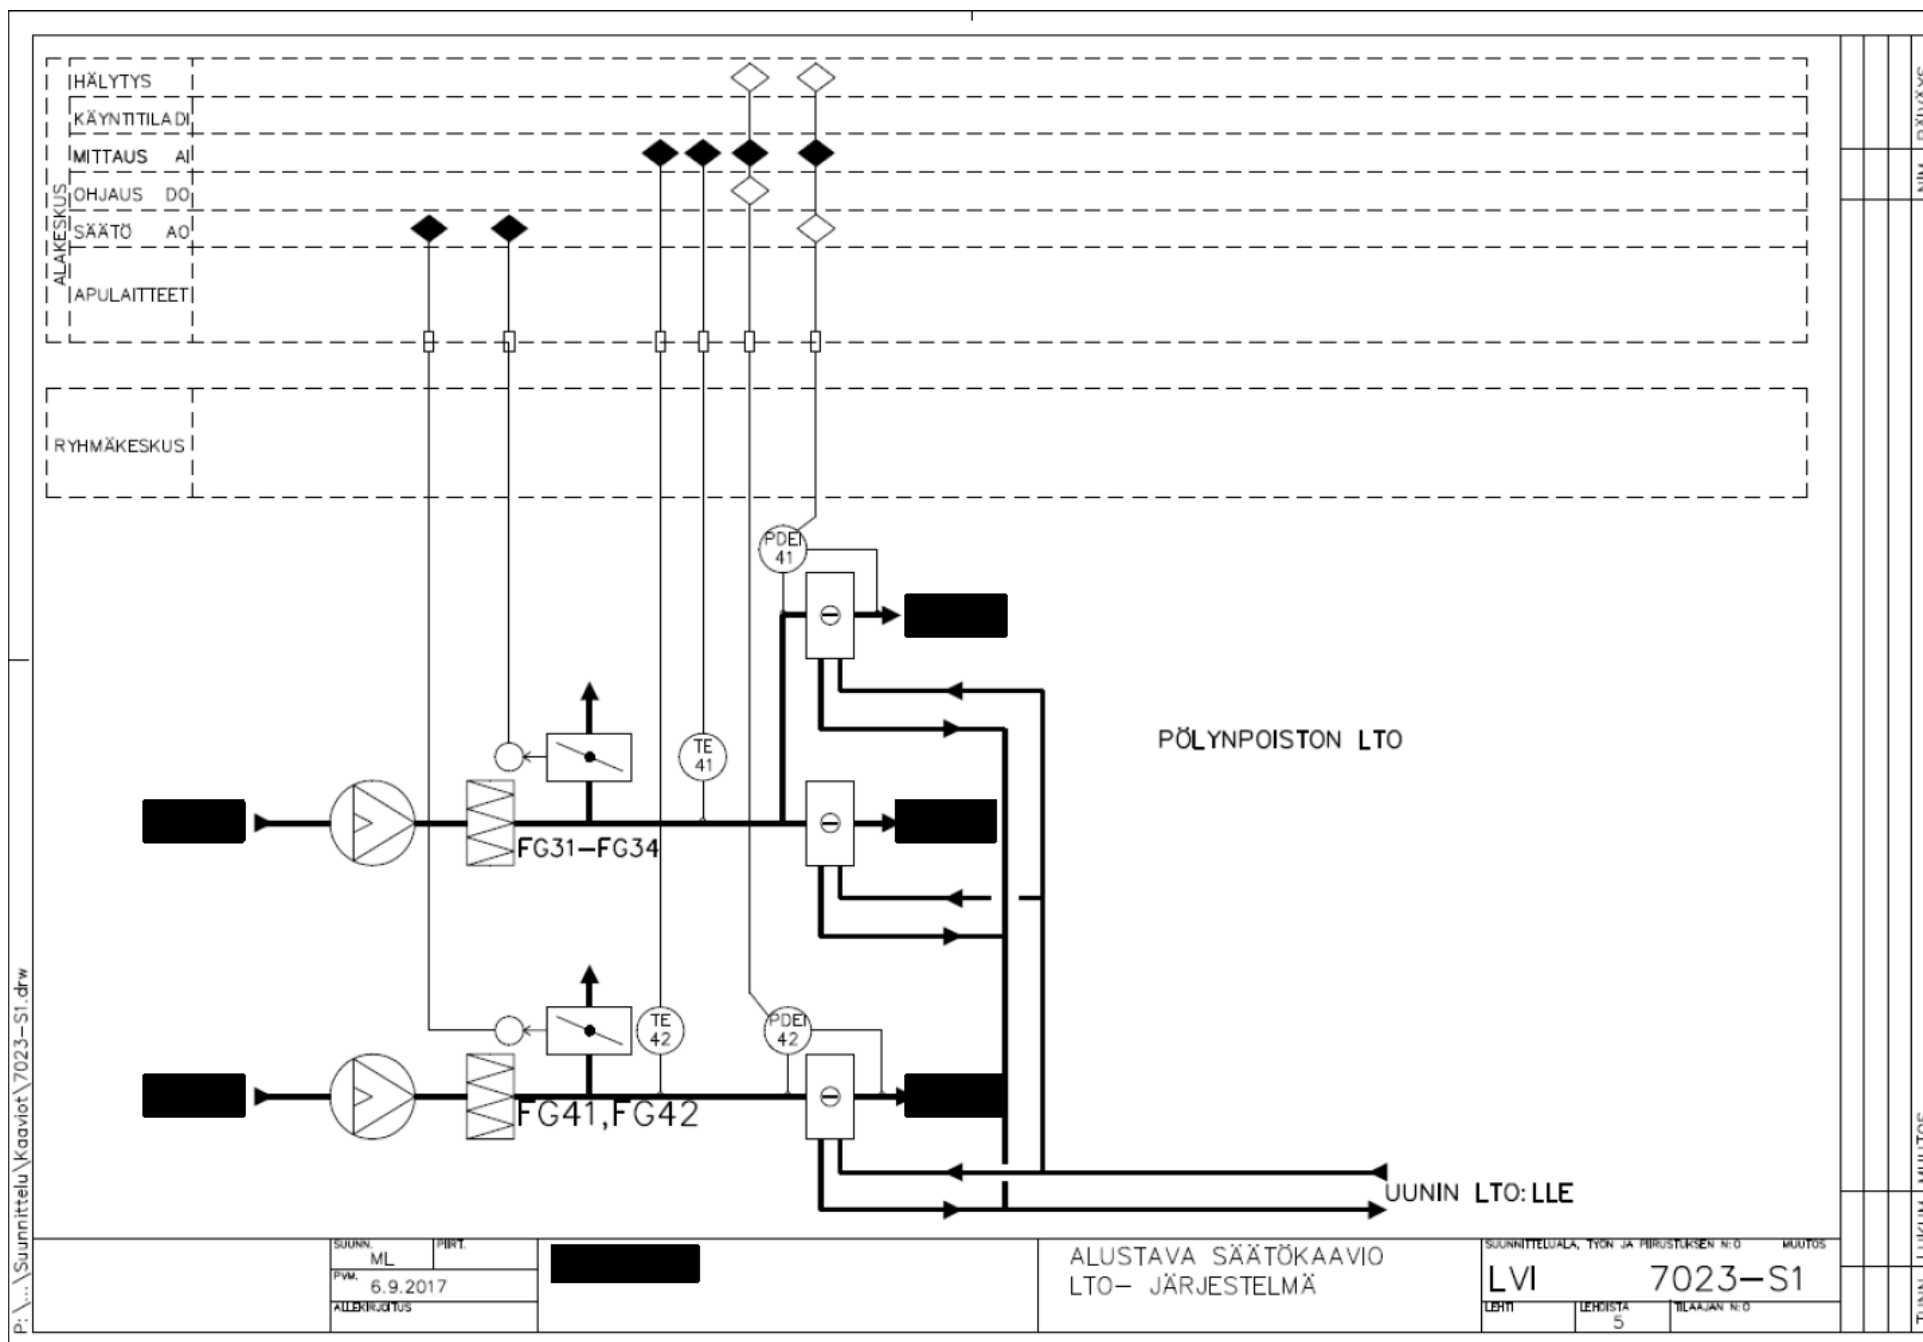 HÄLYTYS
KÄYNTITILA DI
MITTAUS AI
OHJAUS DO
SÄÄTÖ AO
APULAITTEET
ALAKESKUS
RYHMÄKESKUS
PDEI
41
TE
41
PÖLYNPOISTON LTO
FG31-FG34
TE
42
PDEI
42
FG41,FG42
UUNIN LTO:LLE
P:\...\Suunnittelu\Kaaviot\7023-S1.drw
SUUNN.
ML
PIIRT.
PVM.
6.9.2017
ALLEKIRJOITUS
ALUSTAVA SÄÄTÖKAAVIO
LTO- JÄRJESTELMÄ
SUUNNITTELUALA, TYÖN JA PIIRUSTUKSEN N:O MUUTOS
LVI 7023-S1
LEHTI
LEHDISTÄ
5
TILAAJAN N:O